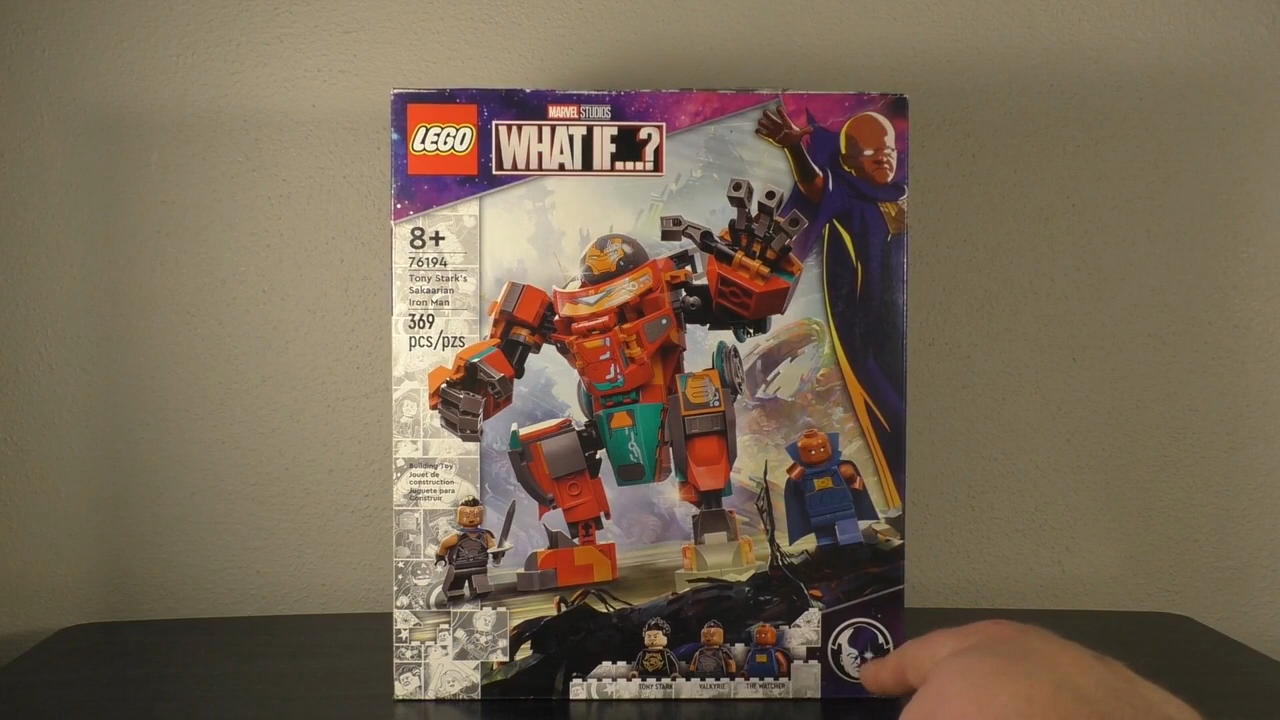 LEGO
MARVEL STUDIOS
WHAT IF...?
8+
76194
Tony Stark's
Sakaarian
Iron Man
369
pcs/pzs
Building Toy
Jouet de
construction
Juguete para
Construir
TONY STARK
VALKYRIE
THE WATCHER